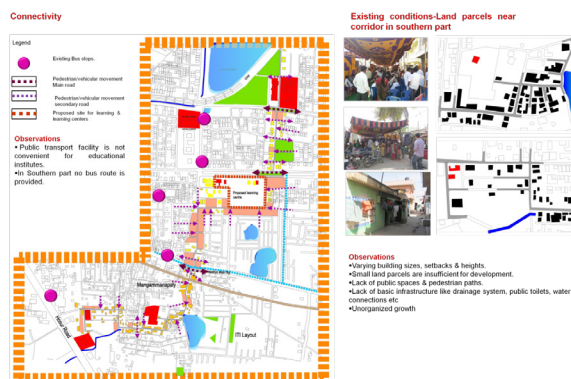 Connectivity
Legend
Existing Bus stops.
Pedestrian/vehicular movement
Main road
Pedestrian/vehicular movement
secondary road
Proposed site for learning &
learning centers
Observations
• Public transport facility is not
convenient for educational
institutes.
•In Southern part no bus route is
provided.
Proposed learning
centre
Mangammanapaly
Hosur Road
ITI Layout
Existing conditions-Land parcels near
corridor in southern part
Observations
•Varying building sizes, setbacks & heights.
•Small land parcels are insufficient for development.
•Lack of public spaces & pedestrian paths.
•Lack of basic infrastructure like drainage system, public toilets, water
connections etc
•Unorganized growth